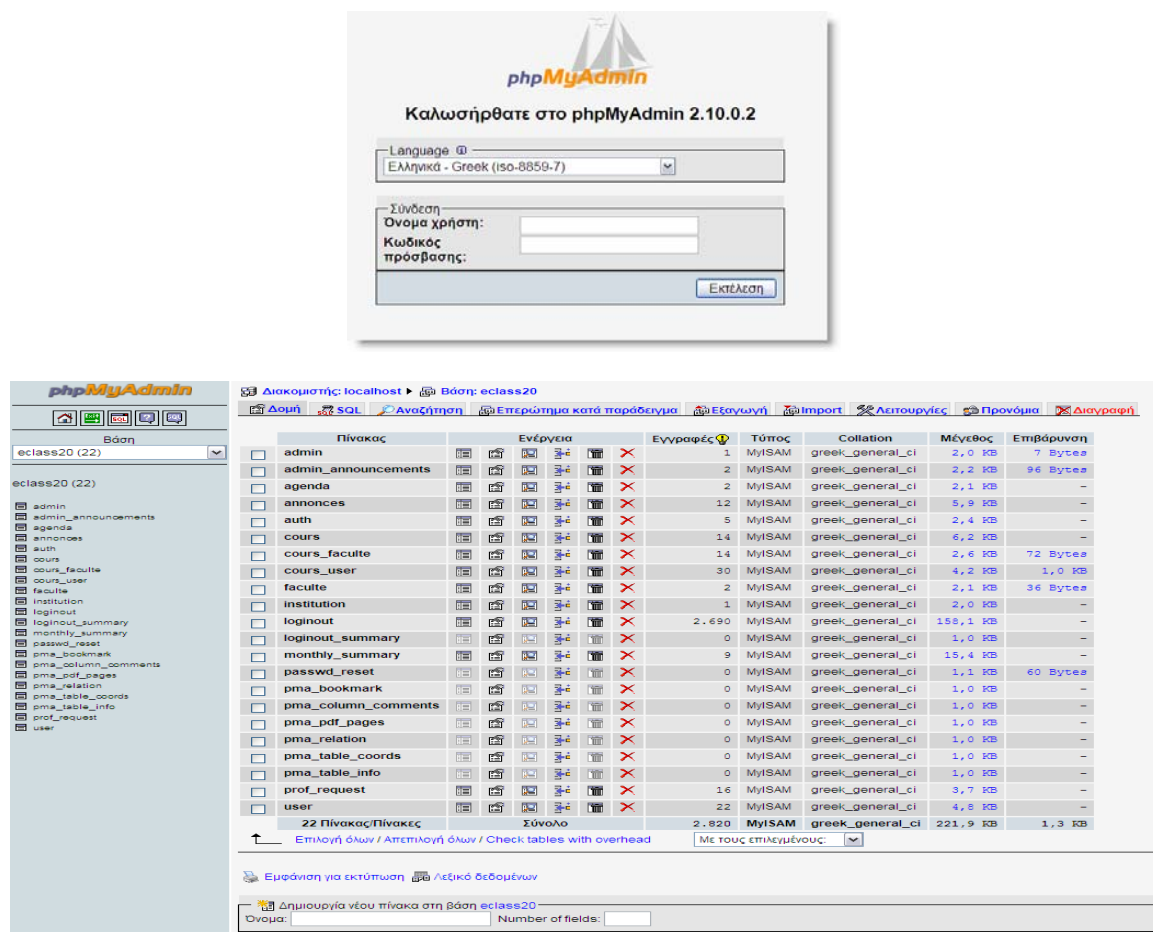 phpMyAdmin
Καλωσήρθατε στο phpMyAdmin 2.10.0.2
Language
Ελληνικά - Greek (iso-8859-7)
Σύνδεση
Όνομα χρήστη:
Κωδικός
πρόσβασης:
Εκτέλεση
phpMyAdmin
SQL
Βάση
eclass20 (22)
eclass20 (22)
admin
admin_announcements
agenda
annonces
auth
cours
cours_faculte
cours_user
faculte
institution
loginout
loginout_summary
monthly_summary
passwd_reset
pma_bookmark
pma_column_comments
pma_pdf_pages
pma_relation
pma_table_coords
pma_table_info
prof_request
user
Διακομιστής: localhost Βάση: eclass20
Δομή SQL Αναζήτηση Επερώτημα κατά παράδειγμα Εξαγωγή Import Λειτουργίες Προνόμια Διαγραφή
Πίνακας Ενέργεια Εγγραφές Τύπος Collation Μέγεθος Επιβάρυνση
admin 1 MyISAM greek_general_ci 2,0 KB 7 Bytes
admin_announcements 2 MyISAM greek_general_ci 2,2 KB 96 Bytes
agenda 2 MyISAM greek_general_ci 2,1 KB -
annonces 12 MyISAM greek_general_ci 5,9 KB -
auth 5 MyISAM greek_general_ci 2,4 KB -
cours 14 MyISAM greek_general_ci 6,2 KB -
cours_faculte 14 MyISAM greek_general_ci 2,6 KB 72 Bytes
cours_user 30 MyISAM greek_general_ci 4,2 KB 1,0 KB
faculte 2 MyISAM greek_general_ci 2,1 KB 36 Bytes
institution 1 MyISAM greek_general_ci 2,0 KB -
loginout 2.690 MyISAM greek_general_ci 158,1 KB -
loginout_summary 0 MyISAM greek_general_ci 1,0 KB -
monthly_summary 9 MyISAM greek_general_ci 15,4 KB -
passwd_reset 0 MyISAM greek_general_ci 1,1 KB 60 Bytes
pma_bookmark 0 MyISAM greek_general_ci 1,0 KB -
pma_column_comments 0 MyISAM greek_general_ci 1,0 KB -
pma_pdf_pages 0 MyISAM greek_general_ci 1,0 KB -
pma_relation 0 MyISAM greek_general_ci 1,0 KB -
pma_table_coords 0 MyISAM greek_general_ci 1,0 KB -
pma_table_info 0 MyISAM greek_general_ci 1,0 KB -
prof_request 16 MyISAM greek_general_ci 3,7 KB -
user 22 MyISAM greek_general_ci 4,8 KB -
22 Πίνακας/Πίνακες Σύνολο 2.820 MyISAM greek_general_ci 221,9 KB 1,3 KB
Επιλογή όλων / Απεπιλογή όλων / Check tables with overhead Με τους επιλεγμένους:
Εμφάνιση για εκτύπωση Λεξικό δεδομένων
Δημιουργία νέου πίνακα στη βάση eclass20
Όνομα: Number of fields: